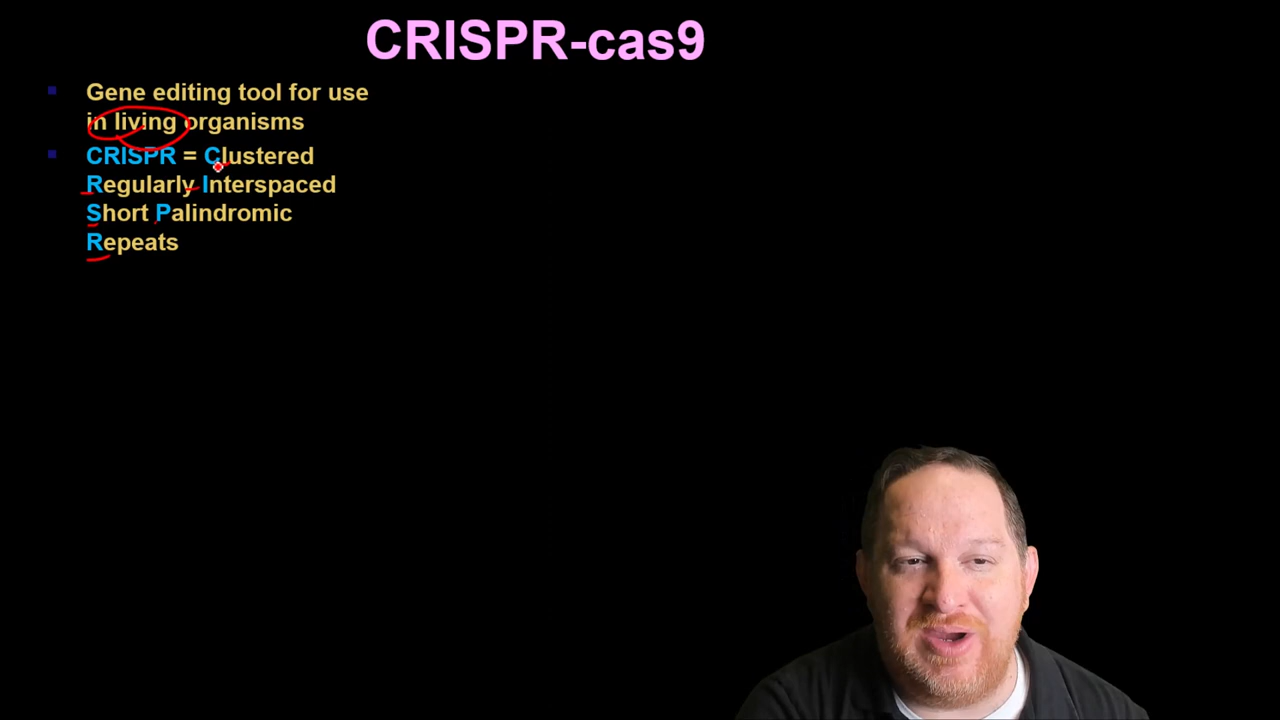 CRISPR-cas9
Gene editing tool for use
in living organisms
CRISPR = Clustered
Regularly Interspaced
Short Palindromic
Repeats